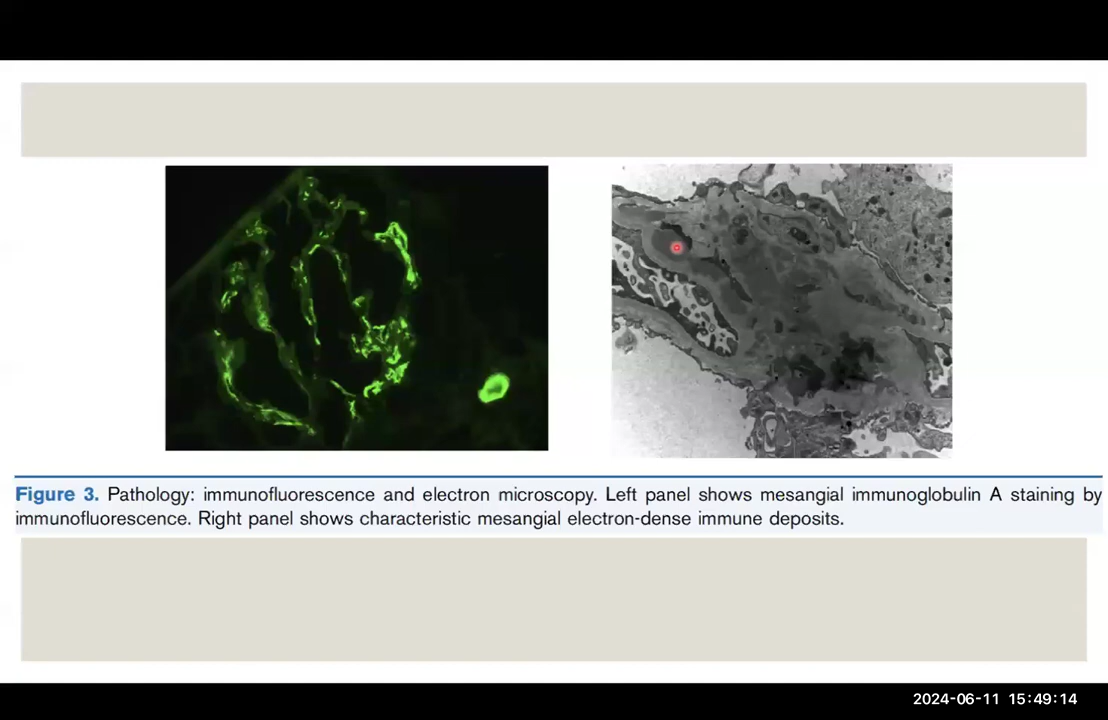 Figure 3. Pathology: immunofluorescence and electron microscopy. Left panel shows mesangial immunoglobulin A staining by
immunofluorescence. Right panel shows characteristic mesangial electron-dense immune deposits.
2024-06-11 15:49:14